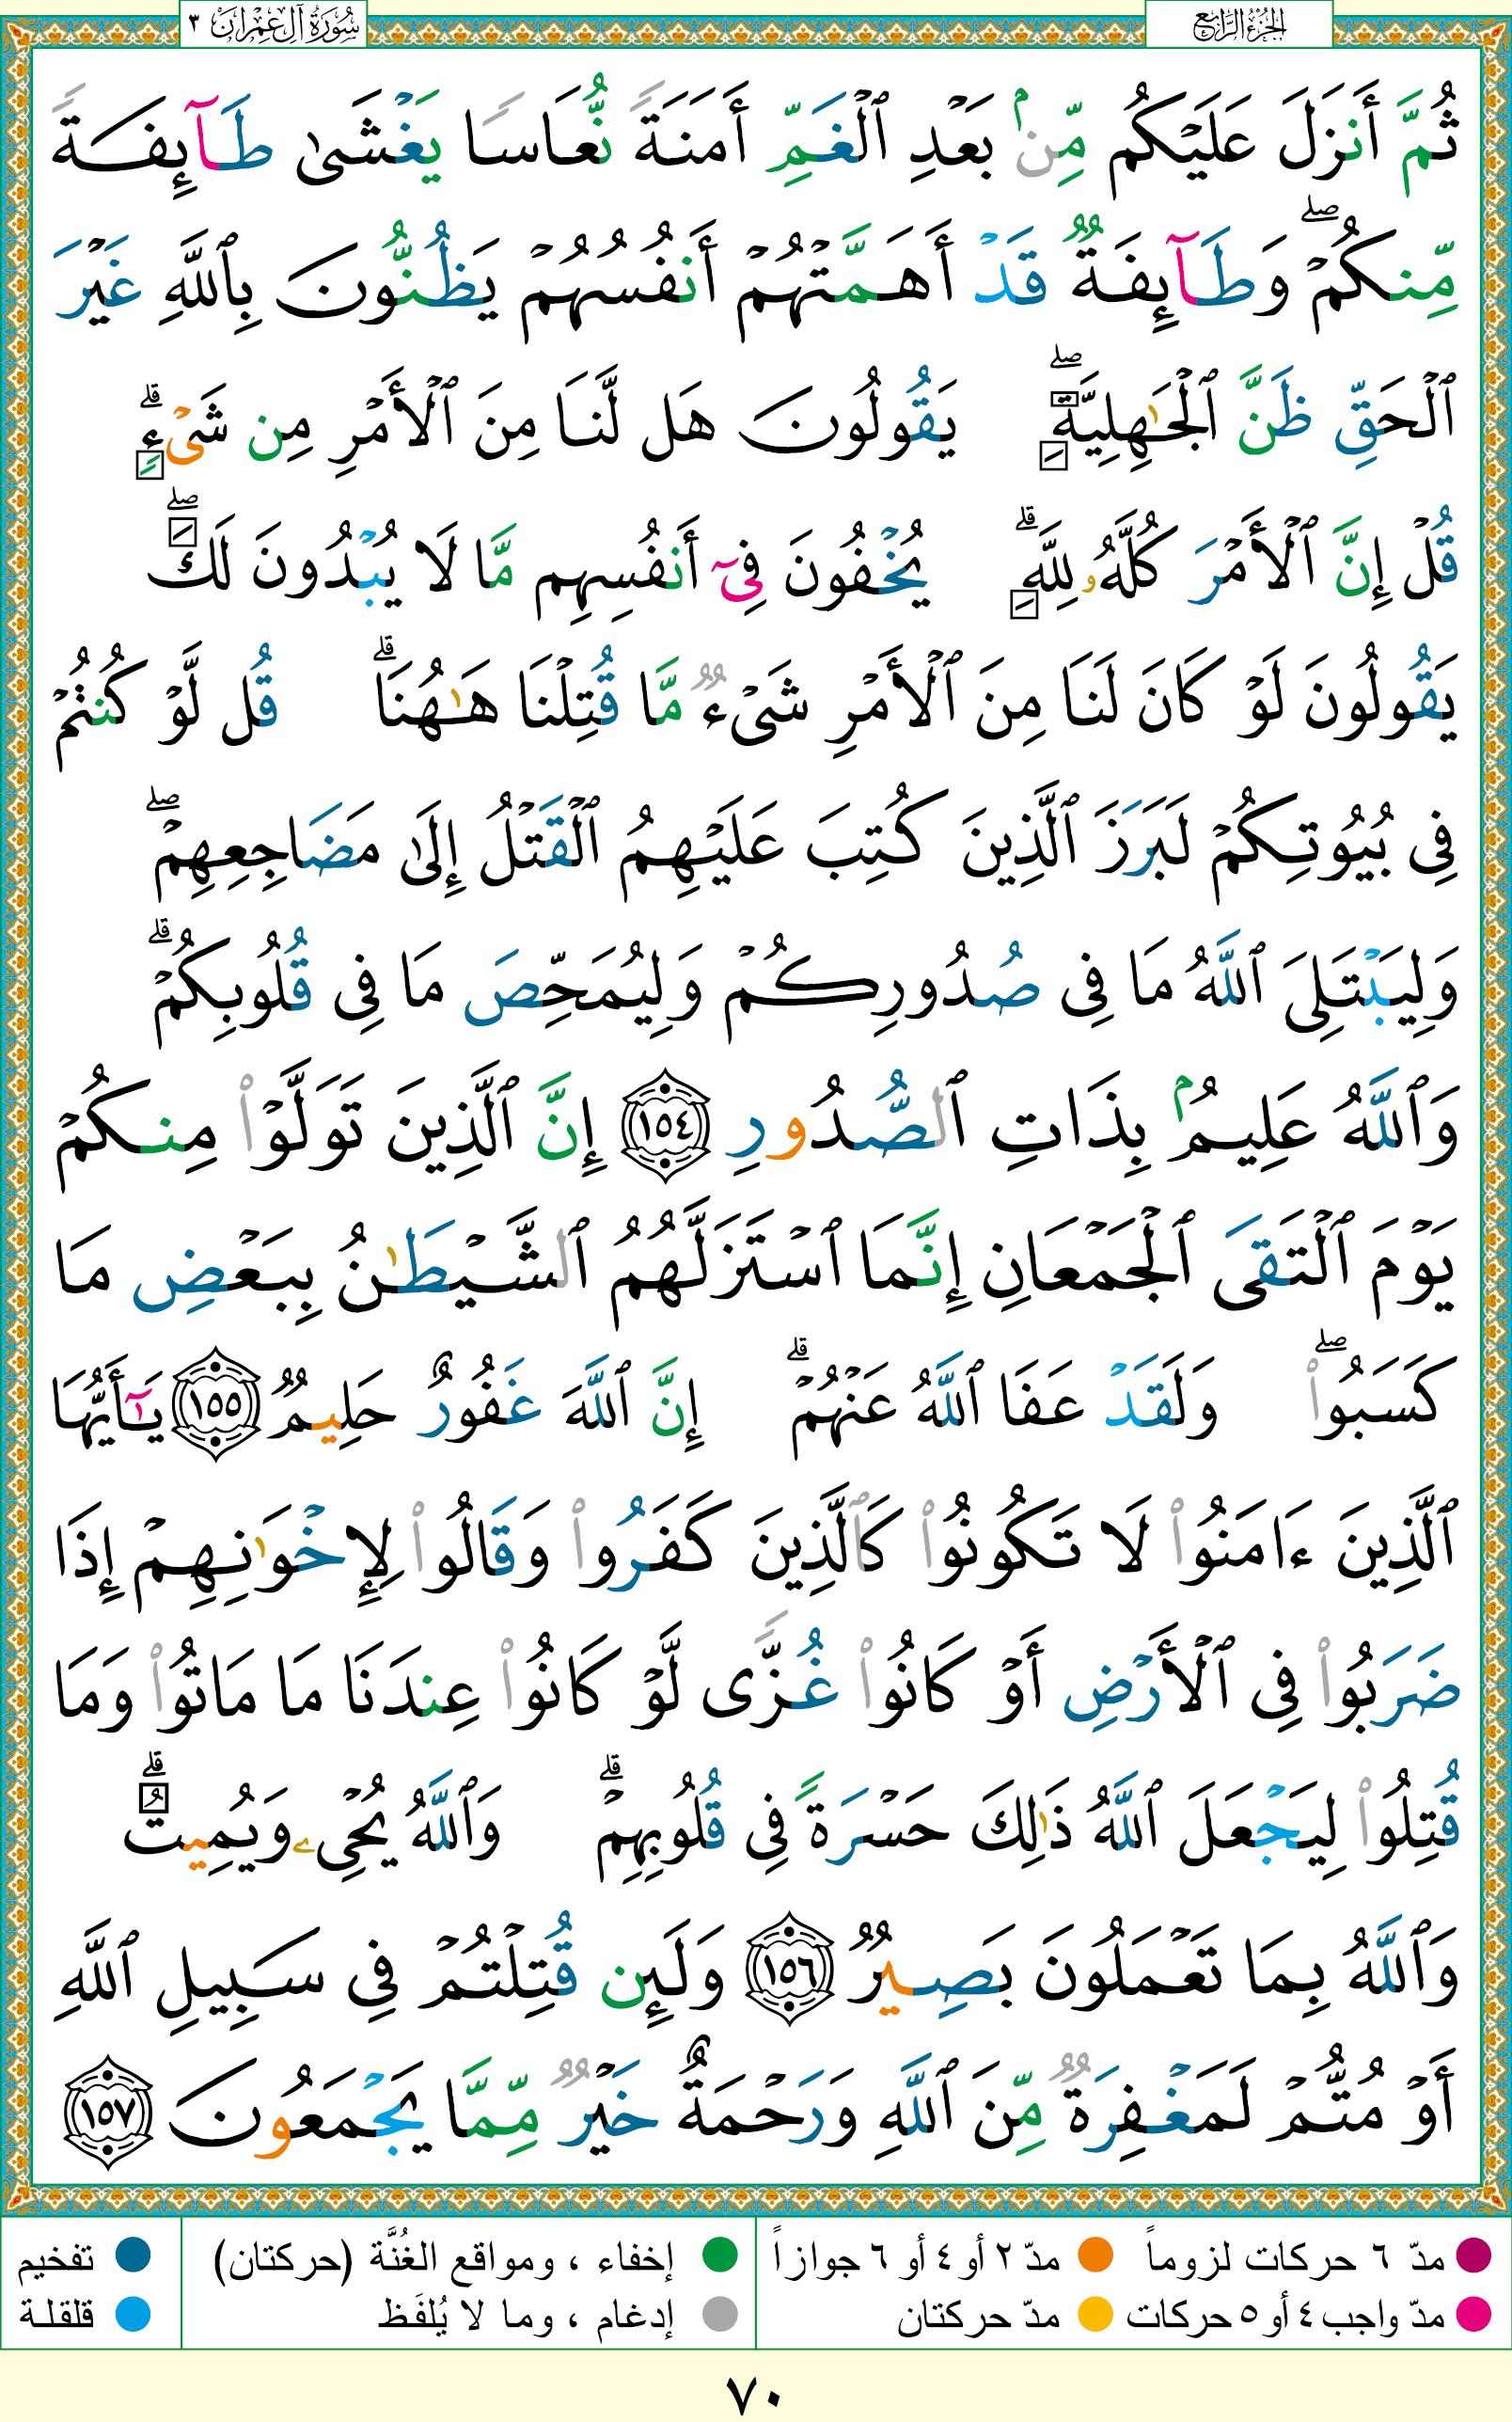 الجزء الرابع
سورة آل عمران ٣
ثُمَّ أَنزَلَ عَلَيْكُم مِّنۢ بَعْدِ ٱلْغَمِّ أَمَنَةً نُّعَاسًا يَغْشَىٰ طَآئِفَةً
مِّنكُمْ ۖ وَطَآئِفَةٌ قَدْ أَهَمَّتْهُمْ أَنفُسُهُمْ يَظُنُّونَ بِٱللَّهِ غَيْرَ
ٱلْحَقِّ ظَنَّ ٱلْجَٰهِلِيَّةِ ۖ يَقُولُونَ هَل لَّنَا مِنَ ٱلْأَمْرِ مِن شَىْءٍ ۗ
قُلْ إِنَّ ٱلْأَمْرَ كُلَّهُۥ لِلَّهِ ۗ يُخْفُونَ فِىٓ أَنفُسِهِم مَّا لَا يُبْدُونَ لَكَ ۖ
يَقُولُونَ لَوْ كَانَ لَنَا مِنَ ٱلْأَمْرِ شَىْءٌ مَّا قُتِلْنَا هَٰهُنَا ۗ قُل لَّوْ كُنتُمْ
فِى بُيُوتِكُمْ لَبَرَزَ ٱلَّذِينَ كُتِبَ عَلَيْهِمُ ٱلْقَتْلُ إِلَىٰ مَضَاجِعِهِمْ ۖ
وَلِيَبْتَلِىَ ٱللَّهُ مَا فِى صُدُورِكُمْ وَلِيُمَحِّصَ مَا فِى قُلُوبِكُمْ ۗ
وَٱللَّهُ عَلِيمٌۢ بِذَاتِ ٱلصُّدُورِ ١٥٤ إِنَّ ٱلَّذِينَ تَوَلَّوْا۟ مِنكُمْ
يَوْمَ ٱلْتَقَى ٱلْجَمْعَانِ إِنَّمَا ٱسْتَزَلَّهُمُ ٱلشَّيْطَٰنُ بِبَعْضِ مَا
كَسَبُوا۟ ۖ وَلَقَدْ عَفَا ٱللَّهُ عَنْهُمْ ۗ إِنَّ ٱللَّهَ غَفُورٌ حَلِيمٌ ١٥٥ يَٰٓأَيُّهَا
ٱلَّذِينَ ءَامَنُوا۟ لَا تَكُونُوا۟ كَٱلَّذِينَ كَفَرُوا۟ وَقَالُوا۟ لِإِخْوَٰنِهِمْ إِذَا
ضَرَبُوا۟ فِى ٱلْأَرْضِ أَوْ كَانُوا۟ غُزًّى لَّوْ كَانُوا۟ عِندَنَا مَا مَاتُوا۟ وَمَا
قُتِلُوا۟ لِيَجْعَلَ ٱللَّهُ ذَٰلِكَ حَسْرَةً فِى قُلُوبِهِمْ ۗ وَٱللَّهُ يُحْىِۦ وَيُمِيتُ ۗ
وَٱللَّهُ بِمَا تَعْمَلُونَ بَصِيرٌ ١٥٦ وَلَئِن قُتِلْتُمْ فِى سَبِيلِ ٱللَّهِ
أَوْ مُتُّمْ لَمَغْفِرَةٌ مِّنَ ٱللَّهِ وَرَحْمَةٌ خَيْرٌ مِّمَّا يَجْمَعُونَ ١٥٧
مدّ ٦ حركات لزوماً مدّ ٢ أو ٤ أو ٦ جوازاً إخفاء ، ومواقع الغُنَّة (حركتان) تفخيم
مدّ واجب ٤ أو ٥ حركات مدّ حركتان إدغام ، وما لا يُلفَظ قلقلة
٧٠